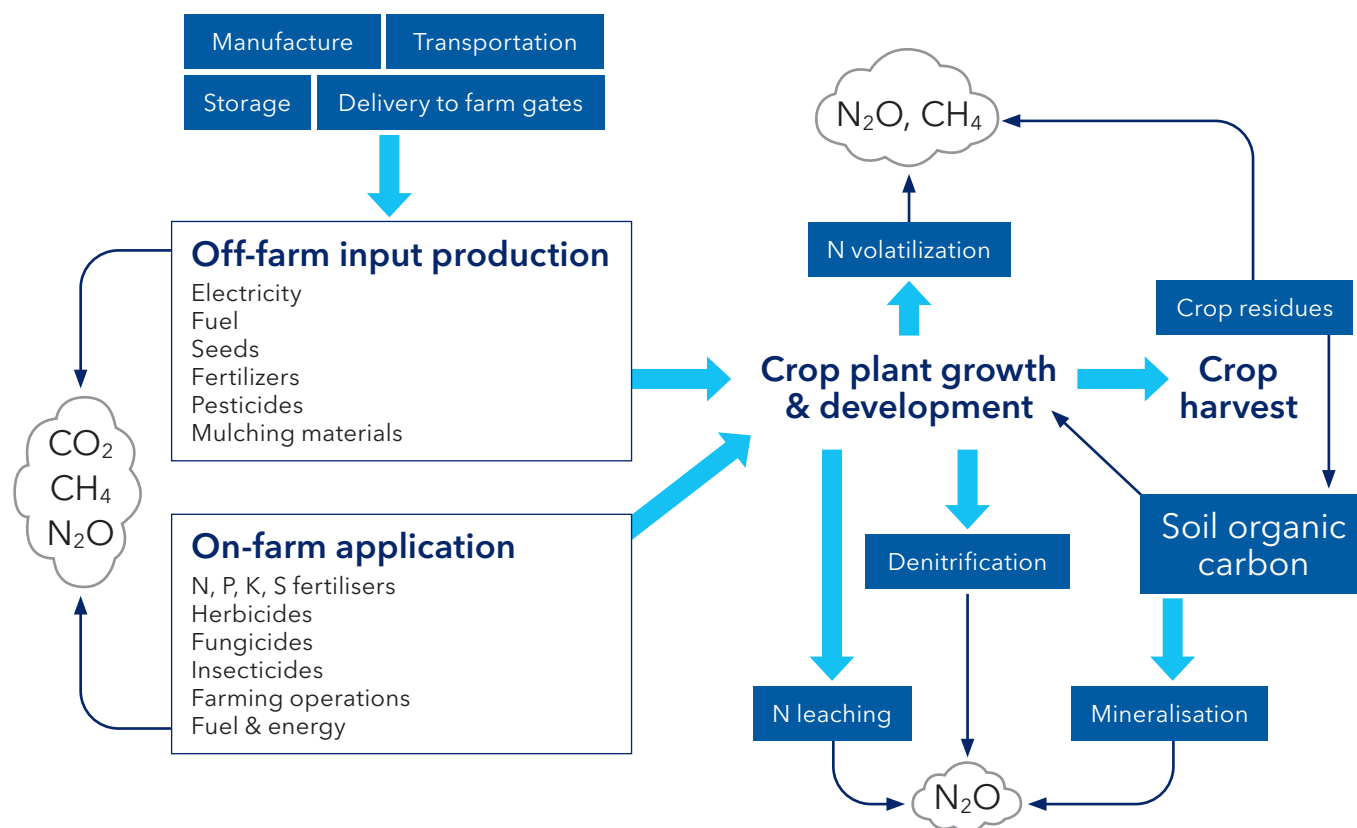 Manufacture
Transportation
Storage
Delivery to farm gates
Off-farm input production
Electricity
Fuel
Seeds
Fertilizers
Pesticides
Mulching materials
CO₂
CH₄
N₂O
On-farm application
N, P, K, S fertilisers
Herbicides
Fungicides
Insecticides
Farming operations
Fuel & energy
N₂O, CH₄
N volatilization
Crop residues
Crop plant growth
& development
Crop
harvest
Soil organic
carbon
Denitrification
N leaching
Mineralisation
N₂O